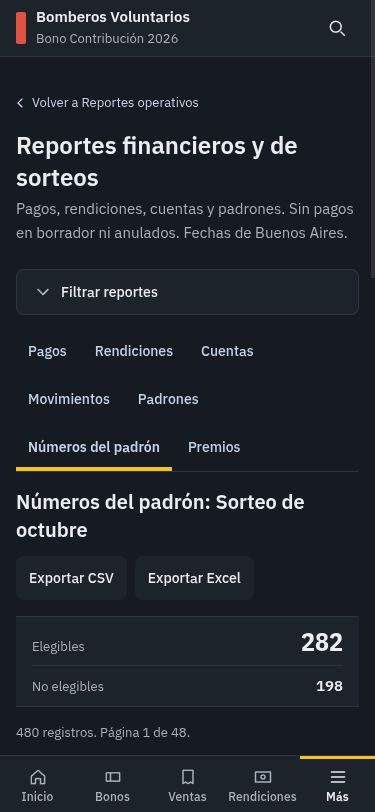 Bomberos Voluntarios
Bono Contribución 2026
Volver a Reportes operativos
Reportes financieros y de
sorteos
Pagos, rendiciones, cuentas y padrones. Sin pagos
en borrador ni anulados. Fechas de Buenos Aires.
Filtrar reportes
Pagos Rendiciones Cuentas
Movimientos Padrones
Números del padrón Premios
Números del padrón: Sorteo de
octubre
Exportar CSV Exportar Excel
Elegibles 282
No elegibles 198
480 registros. Página 1 de 48.
Inicio Bonos Ventas Rendiciones Más